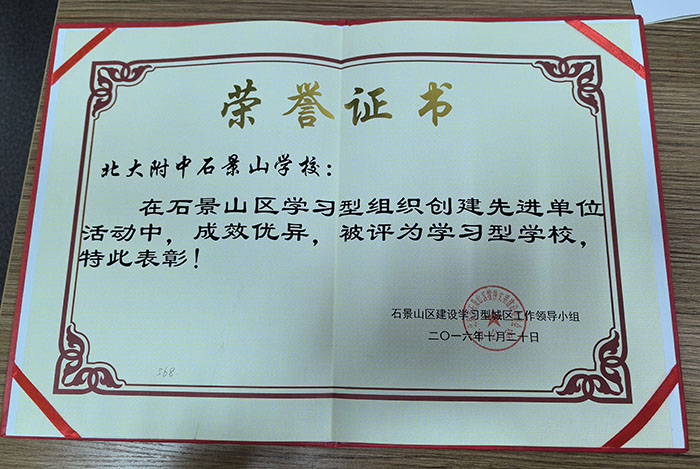 荣誉证书
北大附中石景山学校：
在石景山区学习型组织创建先进单位
活动中，成效优异，被评为学习型学校，
特此表彰！
石景山区建设学习型城区工作领导小组
二〇一六年十月二十日
568